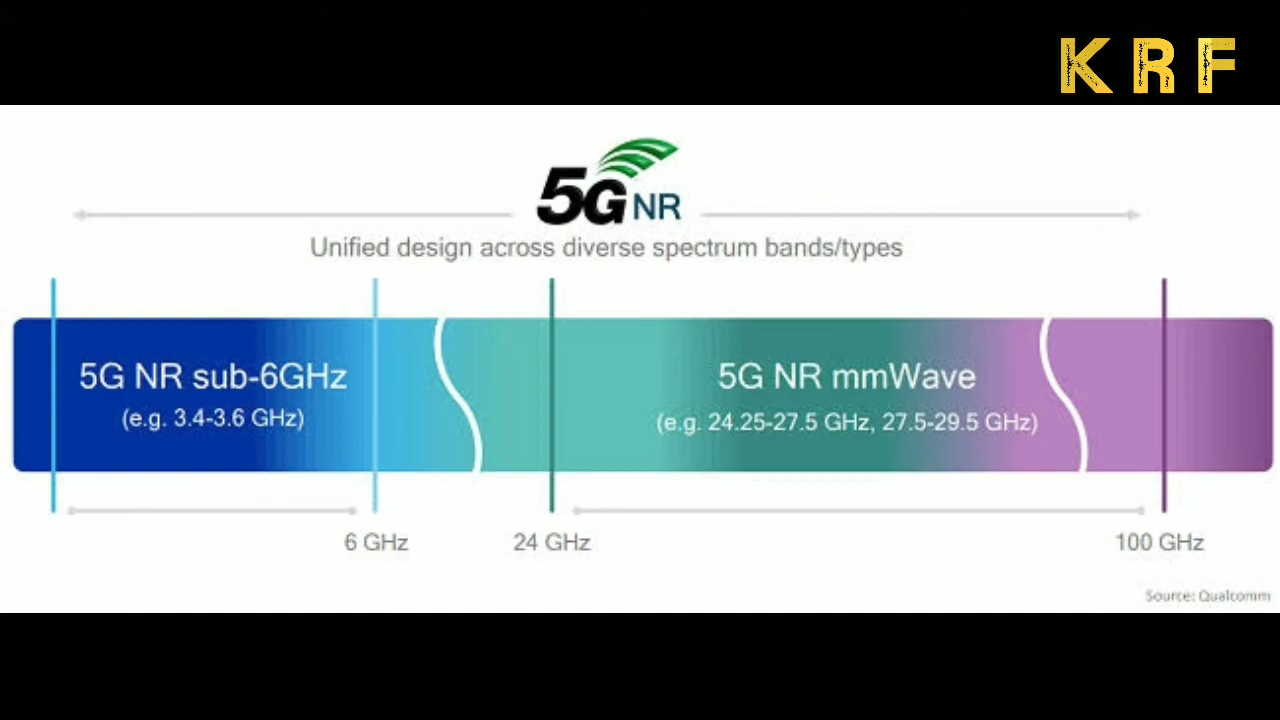 K R F
5G NR
Unified design across diverse spectrum bands/types
5G NR sub-6GHz
(e.g. 3.4-3.6 GHz)
5G NR mmWave
(e.g. 24.25-27.5 GHz, 27.5-29.5 GHz)
6 GHz
24 GHz
100 GHz
Source: Qualcomm